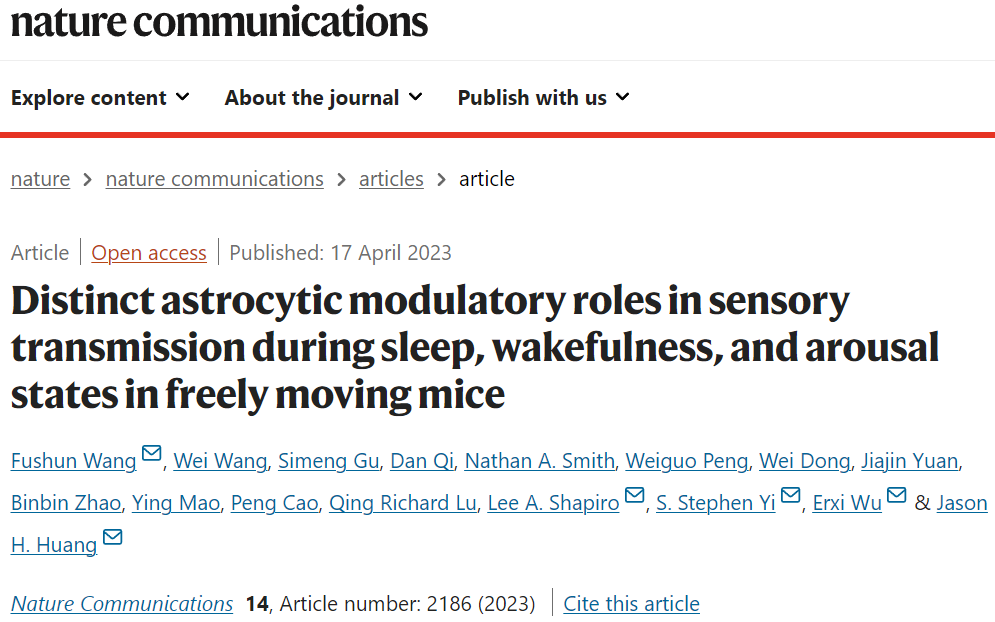 nature communications
Explore content About the journal Publish with us
nature > nature communications > articles > article
Article | Open access | Published: 17 April 2023
Distinct astrocytic modulatory roles in sensory
transmission during sleep, wakefulness, and arousal
states in freely moving mice
Fushun Wang, Wei Wang, Simeng Gu, Dan Qi, Nathan A. Smith, Weiguo Peng, Wei Dong, Jiajin Yuan,
Binbin Zhao, Ying Mao, Peng Cao, Qing Richard Lu, Lee A. Shapiro, S. Stephen Yi, Erxi Wu & Jason
H. Huang
Nature Communications 14, Article number: 2186 (2023) | Cite this article